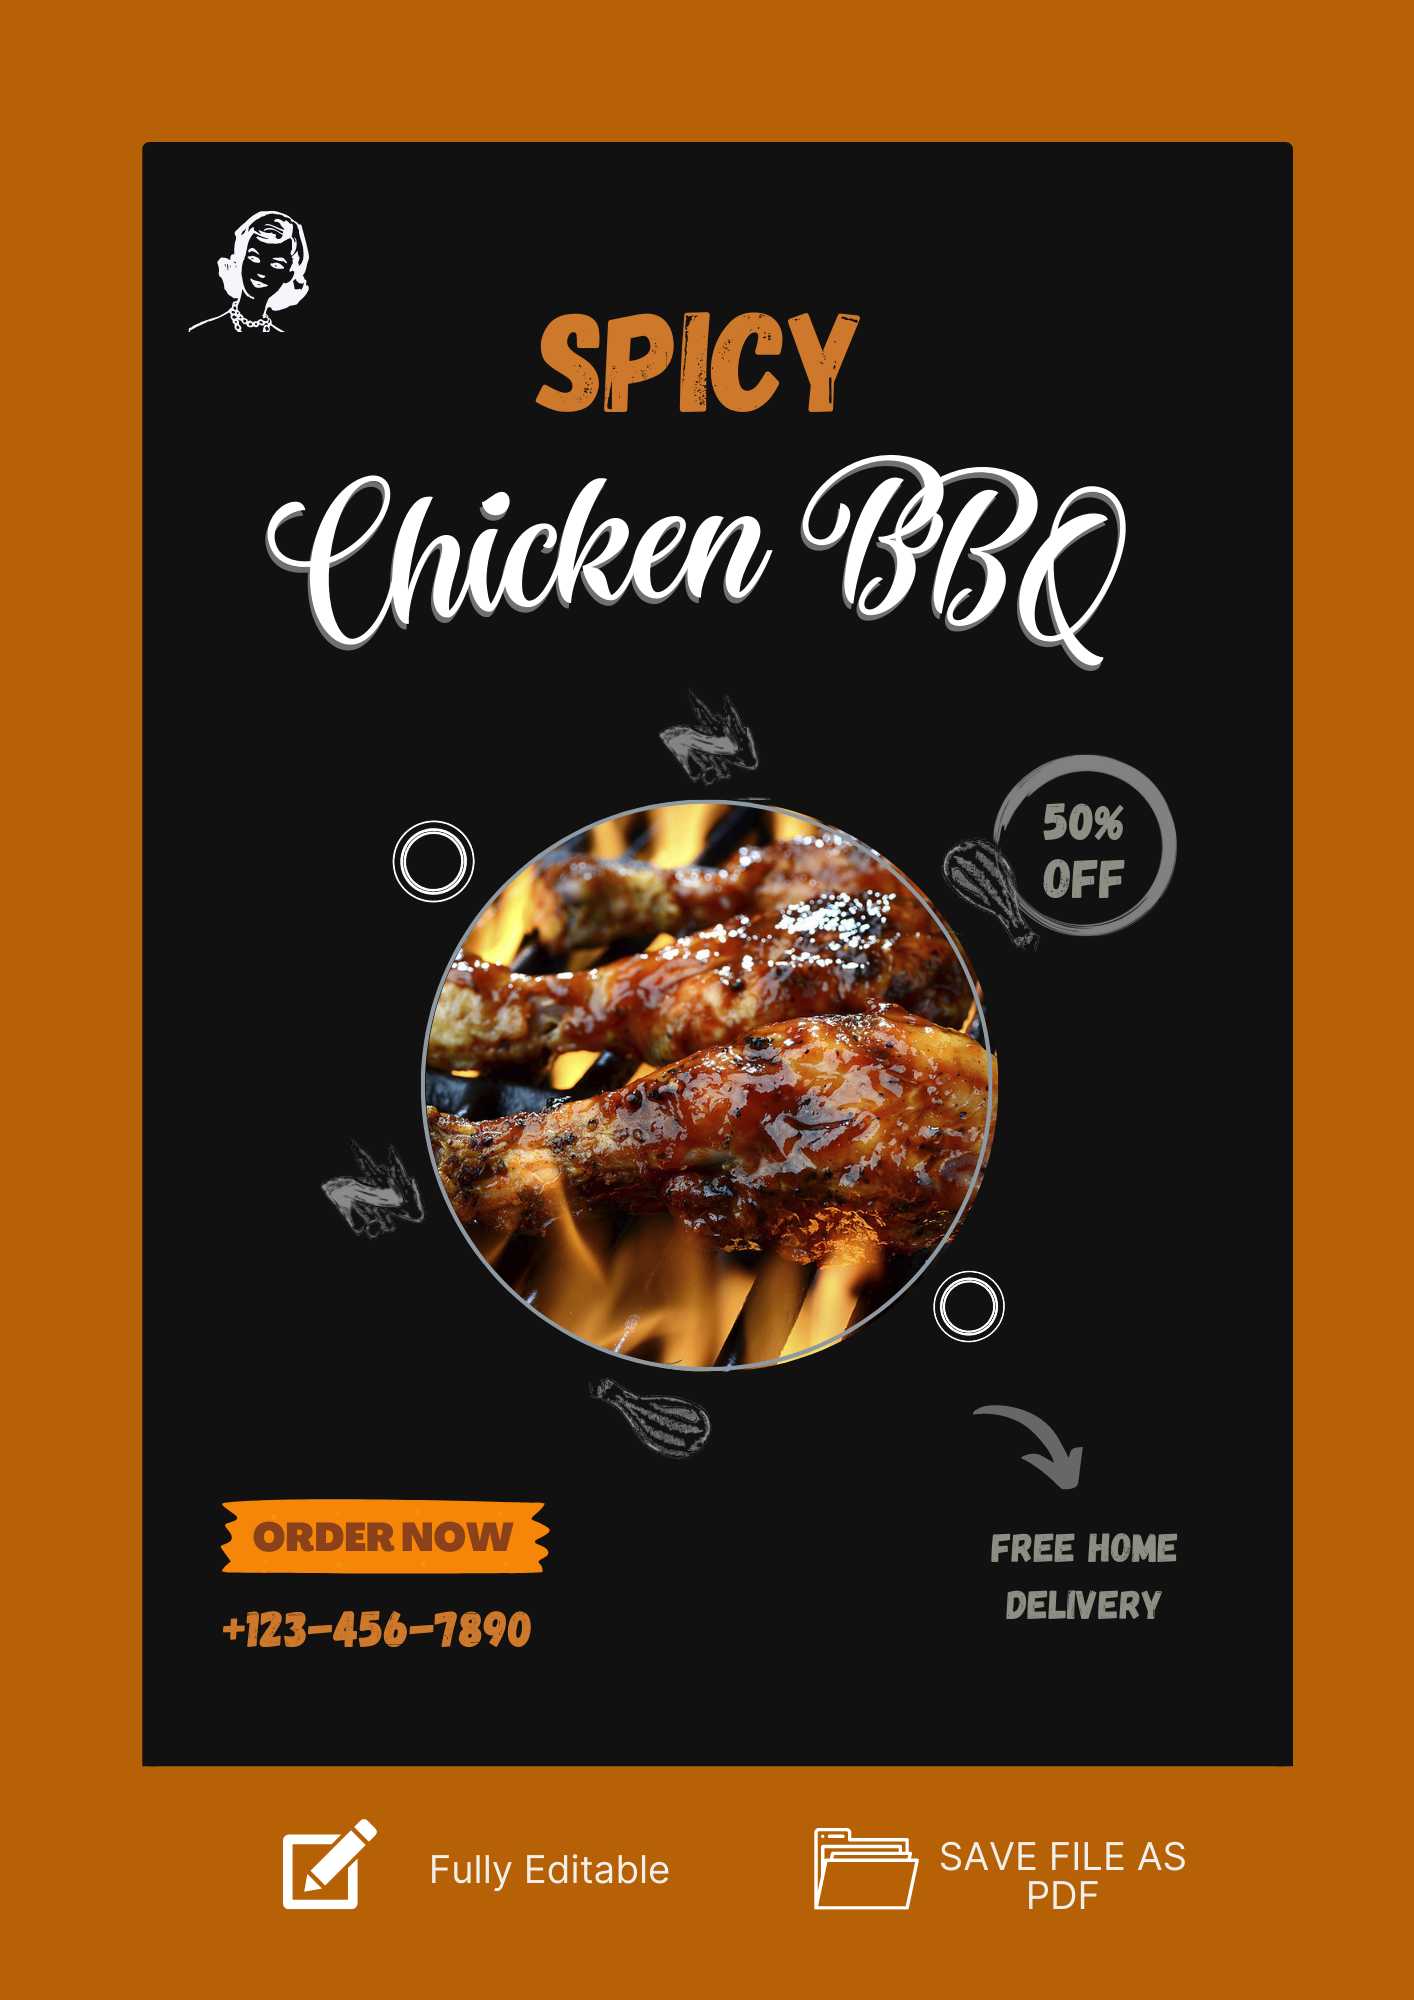 SPICY
Chicken BBQ
50%
OFF
ORDER NOW
+123-456-7890
FREE HOME
DELIVERY
Fully Editable
SAVE FILE AS
PDF